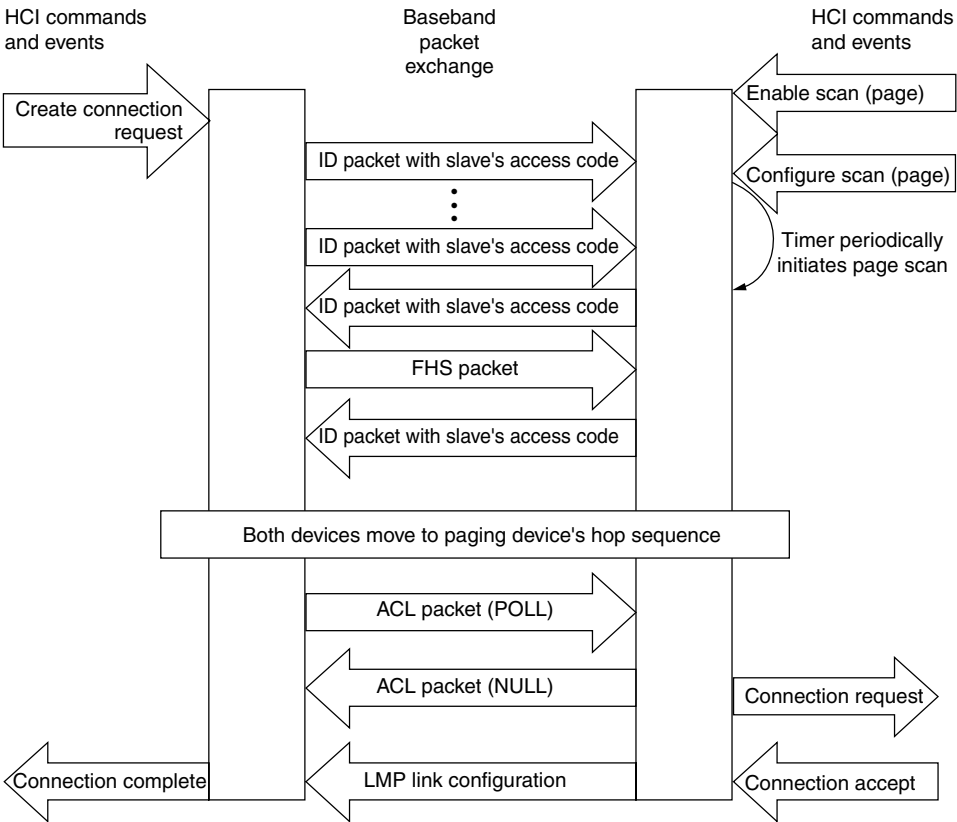 HCI commands
and events
Baseband
packet
exchange
HCI commands
and events
Create connection
request
Enable scan (page)
ID packet with slave's access code
Configure scan (page)
ID packet with slave's access code
Timer periodically
initiates page scan
ID packet with slave's access code
FHS packet
ID packet with slave's access code
Both devices move to paging device's hop sequence
ACL packet (POLL)
ACL packet (NULL)
Connection request
Connection complete
LMP link configuration
Connection accept